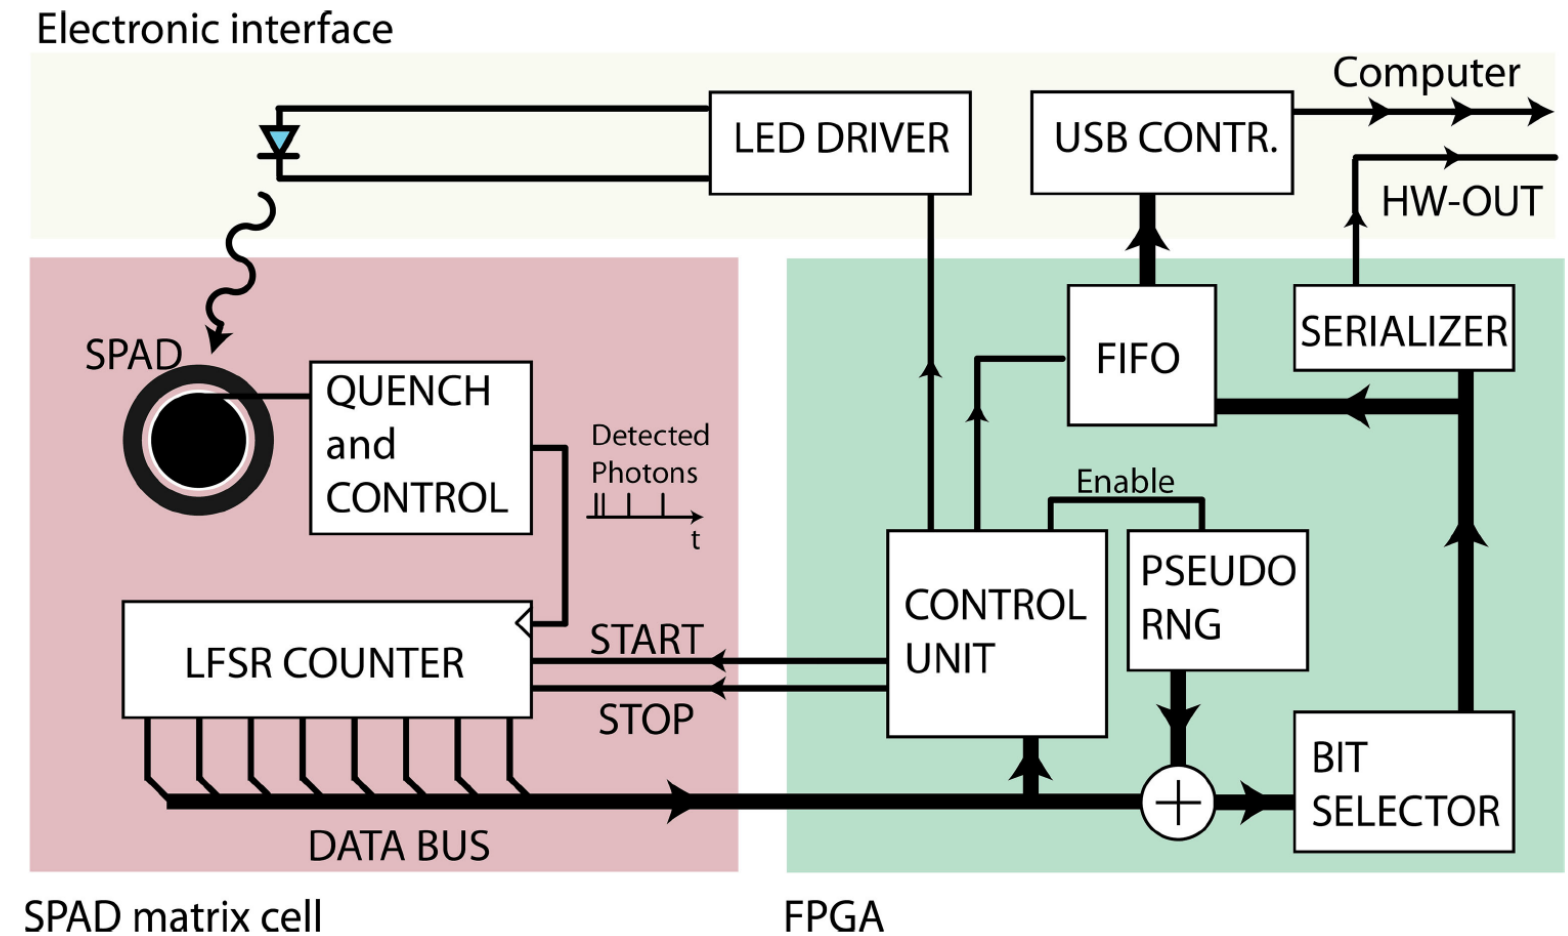 Electronic interface
Computer
LED DRIVER
USB CONTR.
HW-OUT
SPAD
QUENCH
and
CONTROL
Detected
Photons
t
FIFO
SERIALIZER
Enable
CONTROL
UNIT
PSEUDO
RNG
LFSR COUNTER
START
STOP
BIT
SELECTOR
DATA BUS
SPAD matrix cell
FPGA